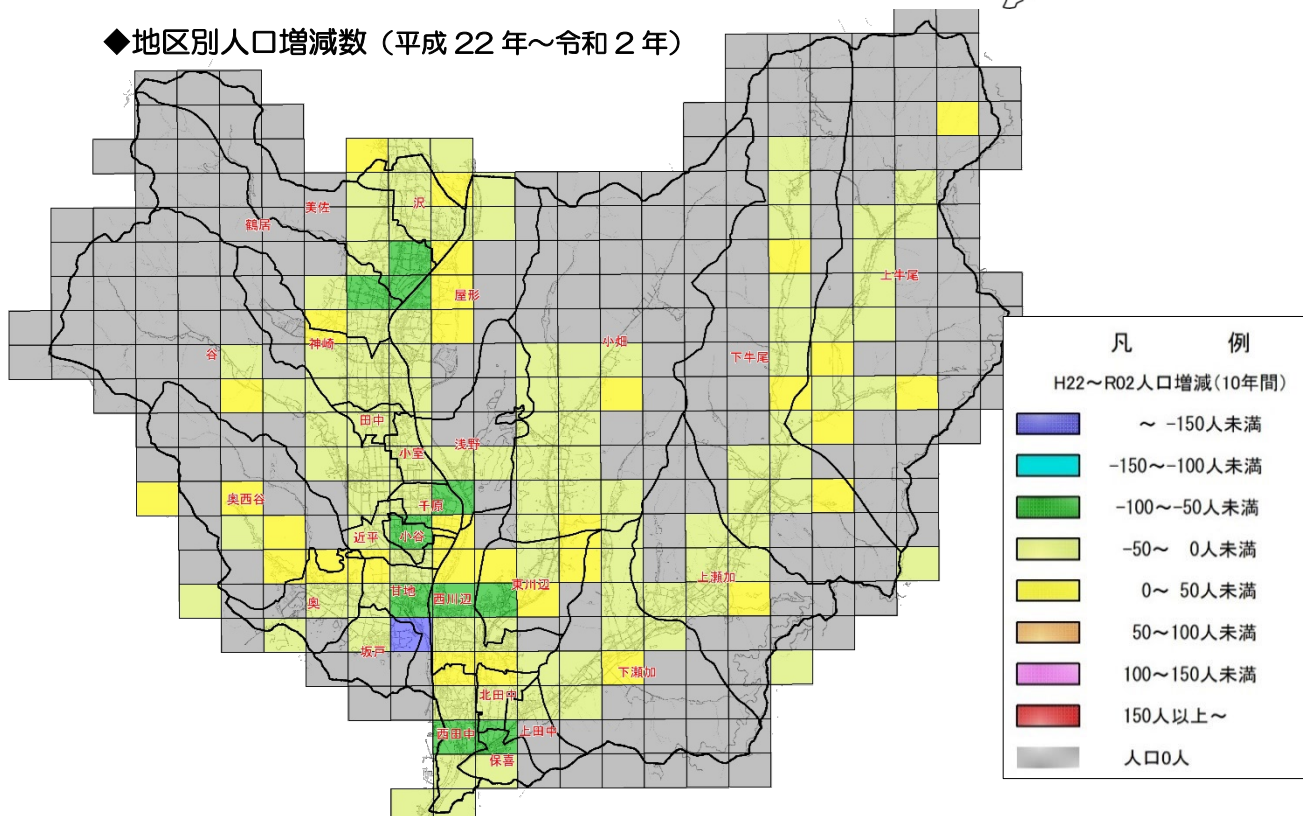 ◆地区別人口増減数（平成 22 年～令和 2 年）
美佐
沢
鶴居
上牛尾
屋形
小畑
神崎
谷
下牛尾
田中
浅野
小室
奥西谷
千原
近平
小谷
上瀬加
東川辺
甘地
西川辺
奥
坂戸
下瀬加
北田中
西田中
上田中
保喜
凡 例
H22～R02人口増減(10年間)
～ -150人未満
-150～-100人未満
-100～-50人未満
-50～ 0人未満
0～ 50人未満
50～100人未満
100～150人未満
150人以上～
人口0人